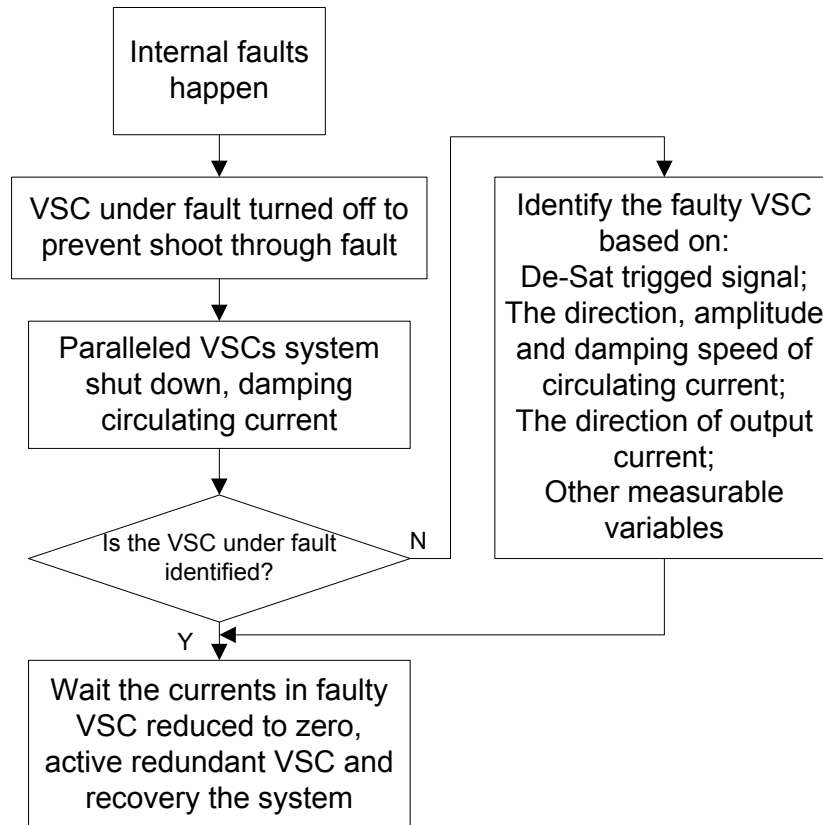 Internal faults
happen
VSC under fault turned off to
prevent shoot through fault
Paralleled VSCs system
shut down, damping
circulating current
Is the VSC under fault
identified?
N
Y
Identify the faulty VSC
based on:
De-Sat trigged signal;
The direction, amplitude
and damping speed of
circulating current;
The direction of output
current;
Other measurable
variables
Wait the currents in faulty
VSC reduced to zero,
active redundant VSC and
recovery the system